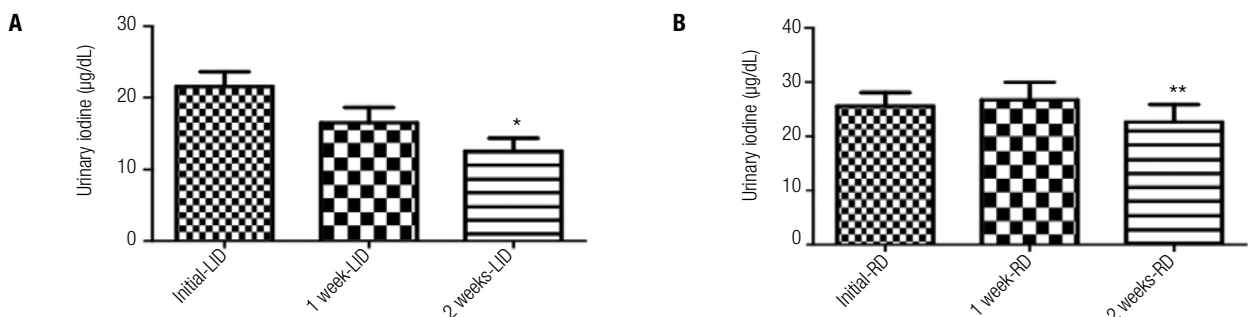 A
Urinary iodine (µg/dL)
30
20
10
0
*
Initial-LID
1 week-LID
2 weeks-LID
B
Urinary iodine (µg/dL)
40
30
20
10
0
**
Initial-RD
1 week-RD
2 weeks-RD